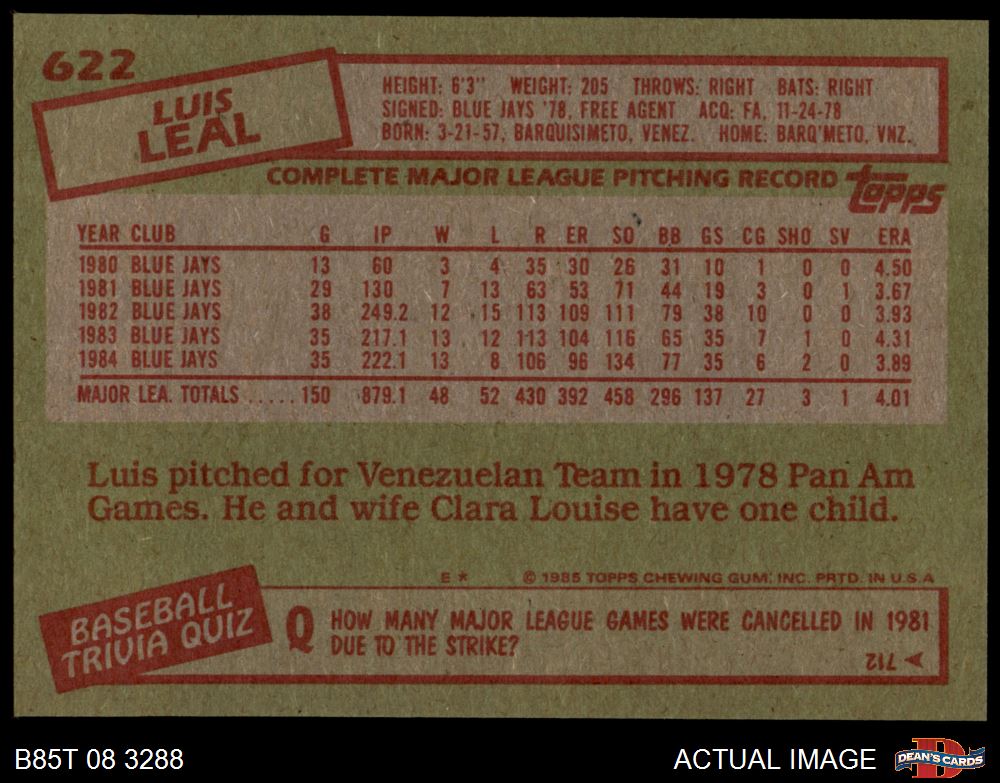 622
LUIS
LEAL
HEIGHT: 6'3" WEIGHT: 205 THROWS: RIGHT BATS: RIGHT
SIGNED: BLUE JAYS '78, FREE AGENT ACQ: FA, 11-24-78
BORN: 3-21-57, BARQUISIMETO, VENEZ. HOME: BARQ'METO, VNZ.
COMPLETE MAJOR LEAGUE PITCHING RECORD topps
YEAR CLUB G IP W L R ER SO BB GS CG SHO SV ERA
1980 BLUE JAYS 13 60 3 4 35 30 26 31 10 1 0 0 4.50
1981 BLUE JAYS 29 130 7 13 63 53 71 44 19 3 0 1 3.67
1982 BLUE JAYS 38 249.2 12 15 113 109 111 79 38 10 0 0 3.93
1983 BLUE JAYS 35 217.1 13 12 113 104 116 65 35 7 1 0 4.31
1984 BLUE JAYS 35 222.1 13 8 106 96 134 77 35 6 2 0 3.89
MAJOR LEA. TOTALS ..... 150 879.1 48 52 430 392 458 296 137 27 3 1 4.01
Luis pitched for Venezuelan Team in 1978 Pan Am
Games. He and wife Clara Louise have one child.
E * © 1985 TOPPS CHEWING GUM, INC. PRTD. IN U.S.A
BASEBALL
TRIVIA QUIZ
Q HOW MANY MAJOR LEAGUE GAMES WERE CANCELLED IN 1981
DUE TO THE STRIKE?
712
B85T 08 3288 ACTUAL IMAGE DEAN'S CARDS